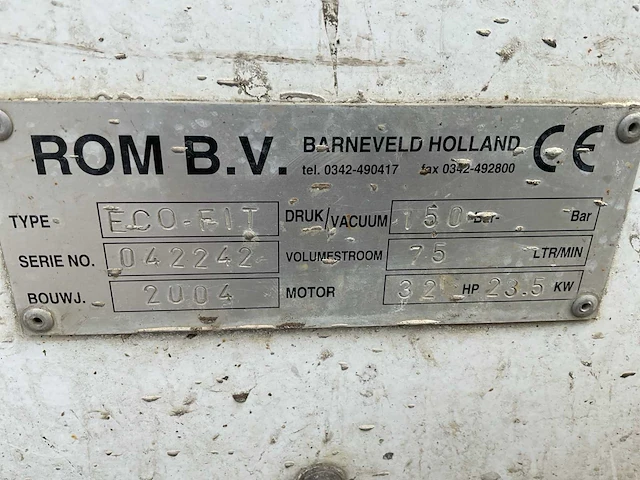 ROM B.V. BARNEVELD HOLLAND CE
tel. 0342-490417 fax 0342-492800
TYPE ECO-FIT DRUK/VACUUM 150 Bar Bar
SERIE NO. 042242 VOLUMESTROOM 75 LTR/MIN
BOUWJ. 2004 MOTOR 32 HP 23.5 KW